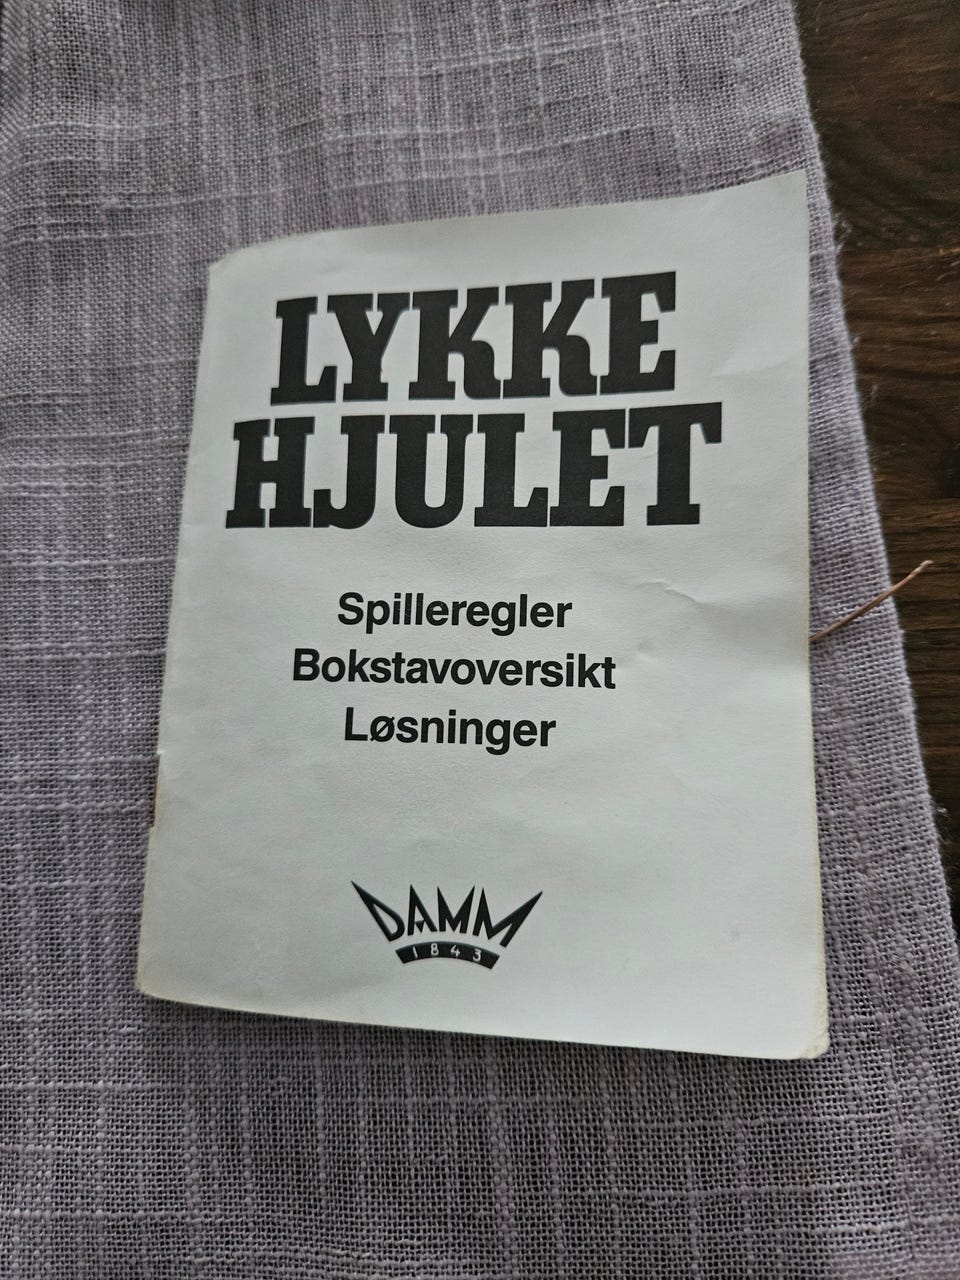 LYKKE
HJULET
Spilleregler
Bokstavoversikt
Løsninger
DAMM
1843